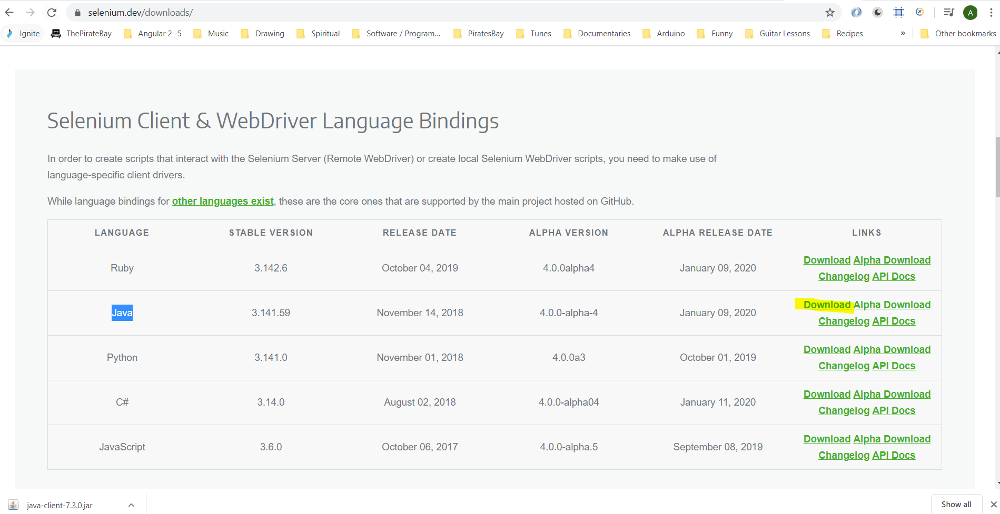 selenium.dev/downloads/
A
Ignite ThePirateBay Angular 2 -5 Music Drawing Spiritual Software / Program... PiratesBay Tunes Documentaries Arduino Funny Guitar Lessons Recipes » Other bookmarks
Selenium Client & WebDriver Language Bindings
In order to create scripts that interact with the Selenium Server (Remote WebDriver) or create local Selenium WebDriver scripts, you need to make use of
language-specific client drivers.
While language bindings for other languages exist, these are the core ones that are supported by the main project hosted on GitHub.
LANGUAGE STABLE VERSION RELEASE DATE ALPHA VERSION ALPHA RELEASE DATE LINKS
Ruby 3.142.6 October 04, 2019 4.0.0alpha4 January 09, 2020 Download Alpha Download
Changelog API Docs
Java 3.141.59 November 14, 2018 4.0.0-alpha-4 January 09, 2020 Download Alpha Download
Changelog API Docs
Python 3.141.0 November 01, 2018 4.0.0a3 October 01, 2019 Download Alpha Download
Changelog API Docs
C# 3.14.0 August 02, 2018 4.0.0-alpha04 January 11, 2020 Download Alpha Download
Changelog API Docs
JavaScript 3.6.0 October 06, 2017 4.0.0-alpha.5 September 08, 2019 Download Alpha Download
Changelog API Docs
java-client-7.3.0.jar Show all